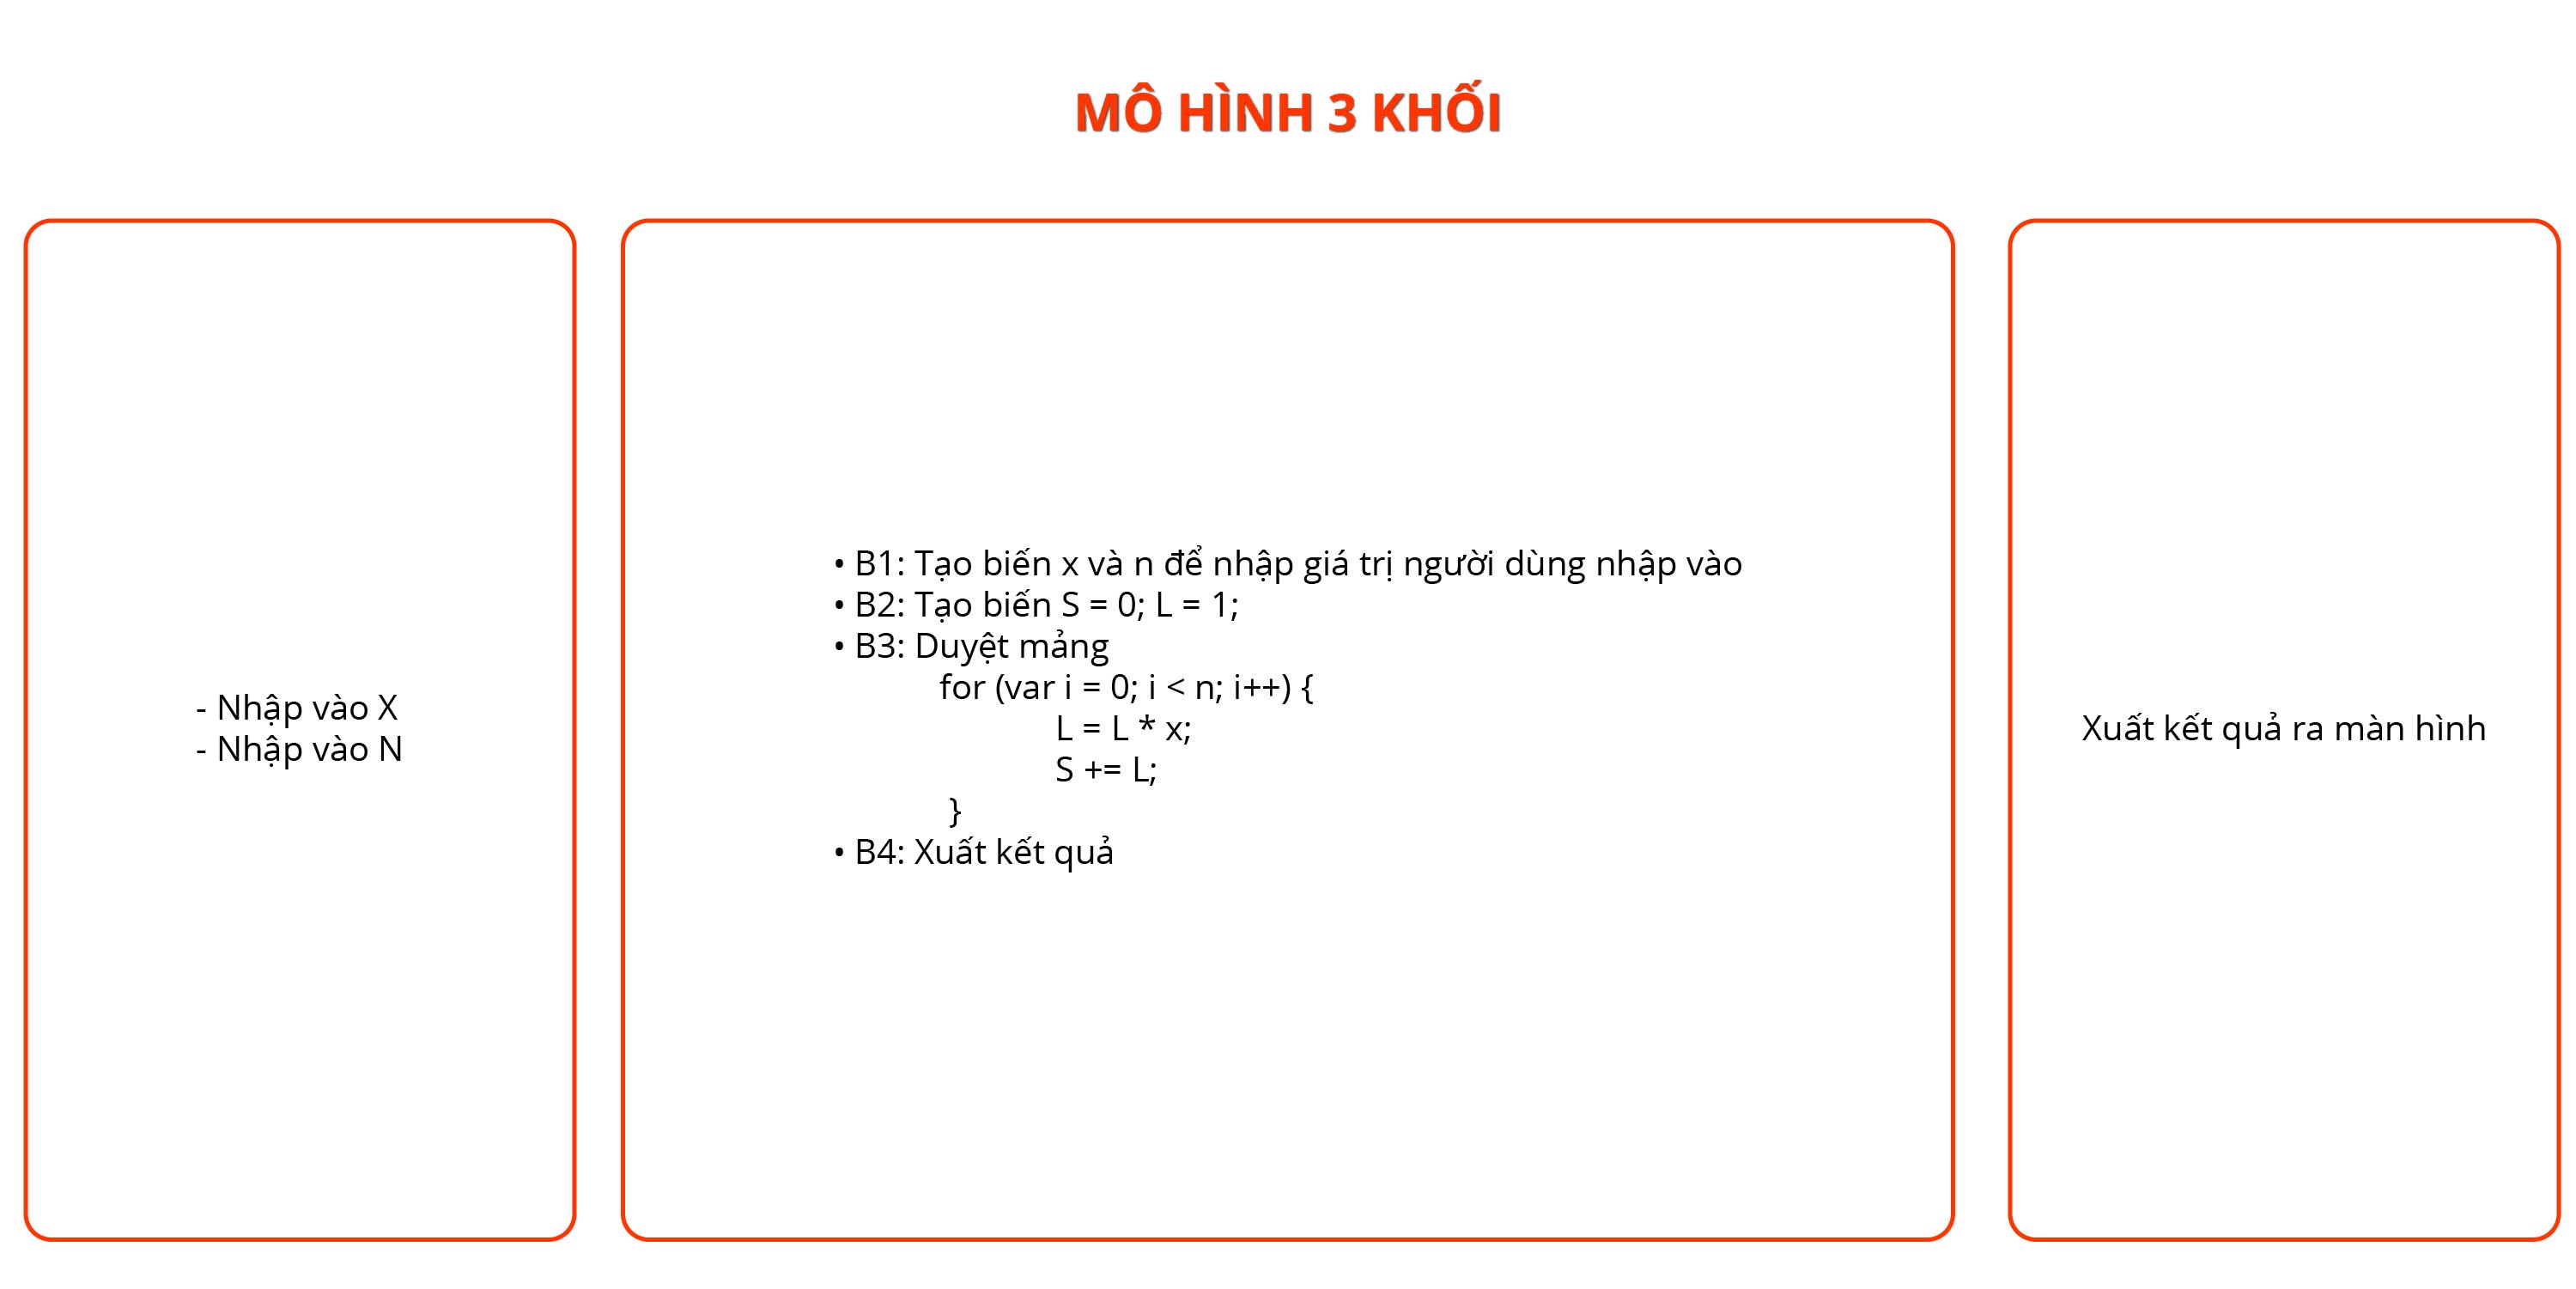 MÔ HÌNH 3 KHỐI
- Nhập vào X
- Nhập vào N
• B1: Tạo biến x và n để nhập giá trị người dùng nhập vào
• B2: Tạo biến S = 0; L = 1;
• B3: Duyệt mảng
for (var i = 0; i < n; i++) {
L = L * x;
S += L;
}
• B4: Xuất kết quả
Xuất kết quả ra màn hình